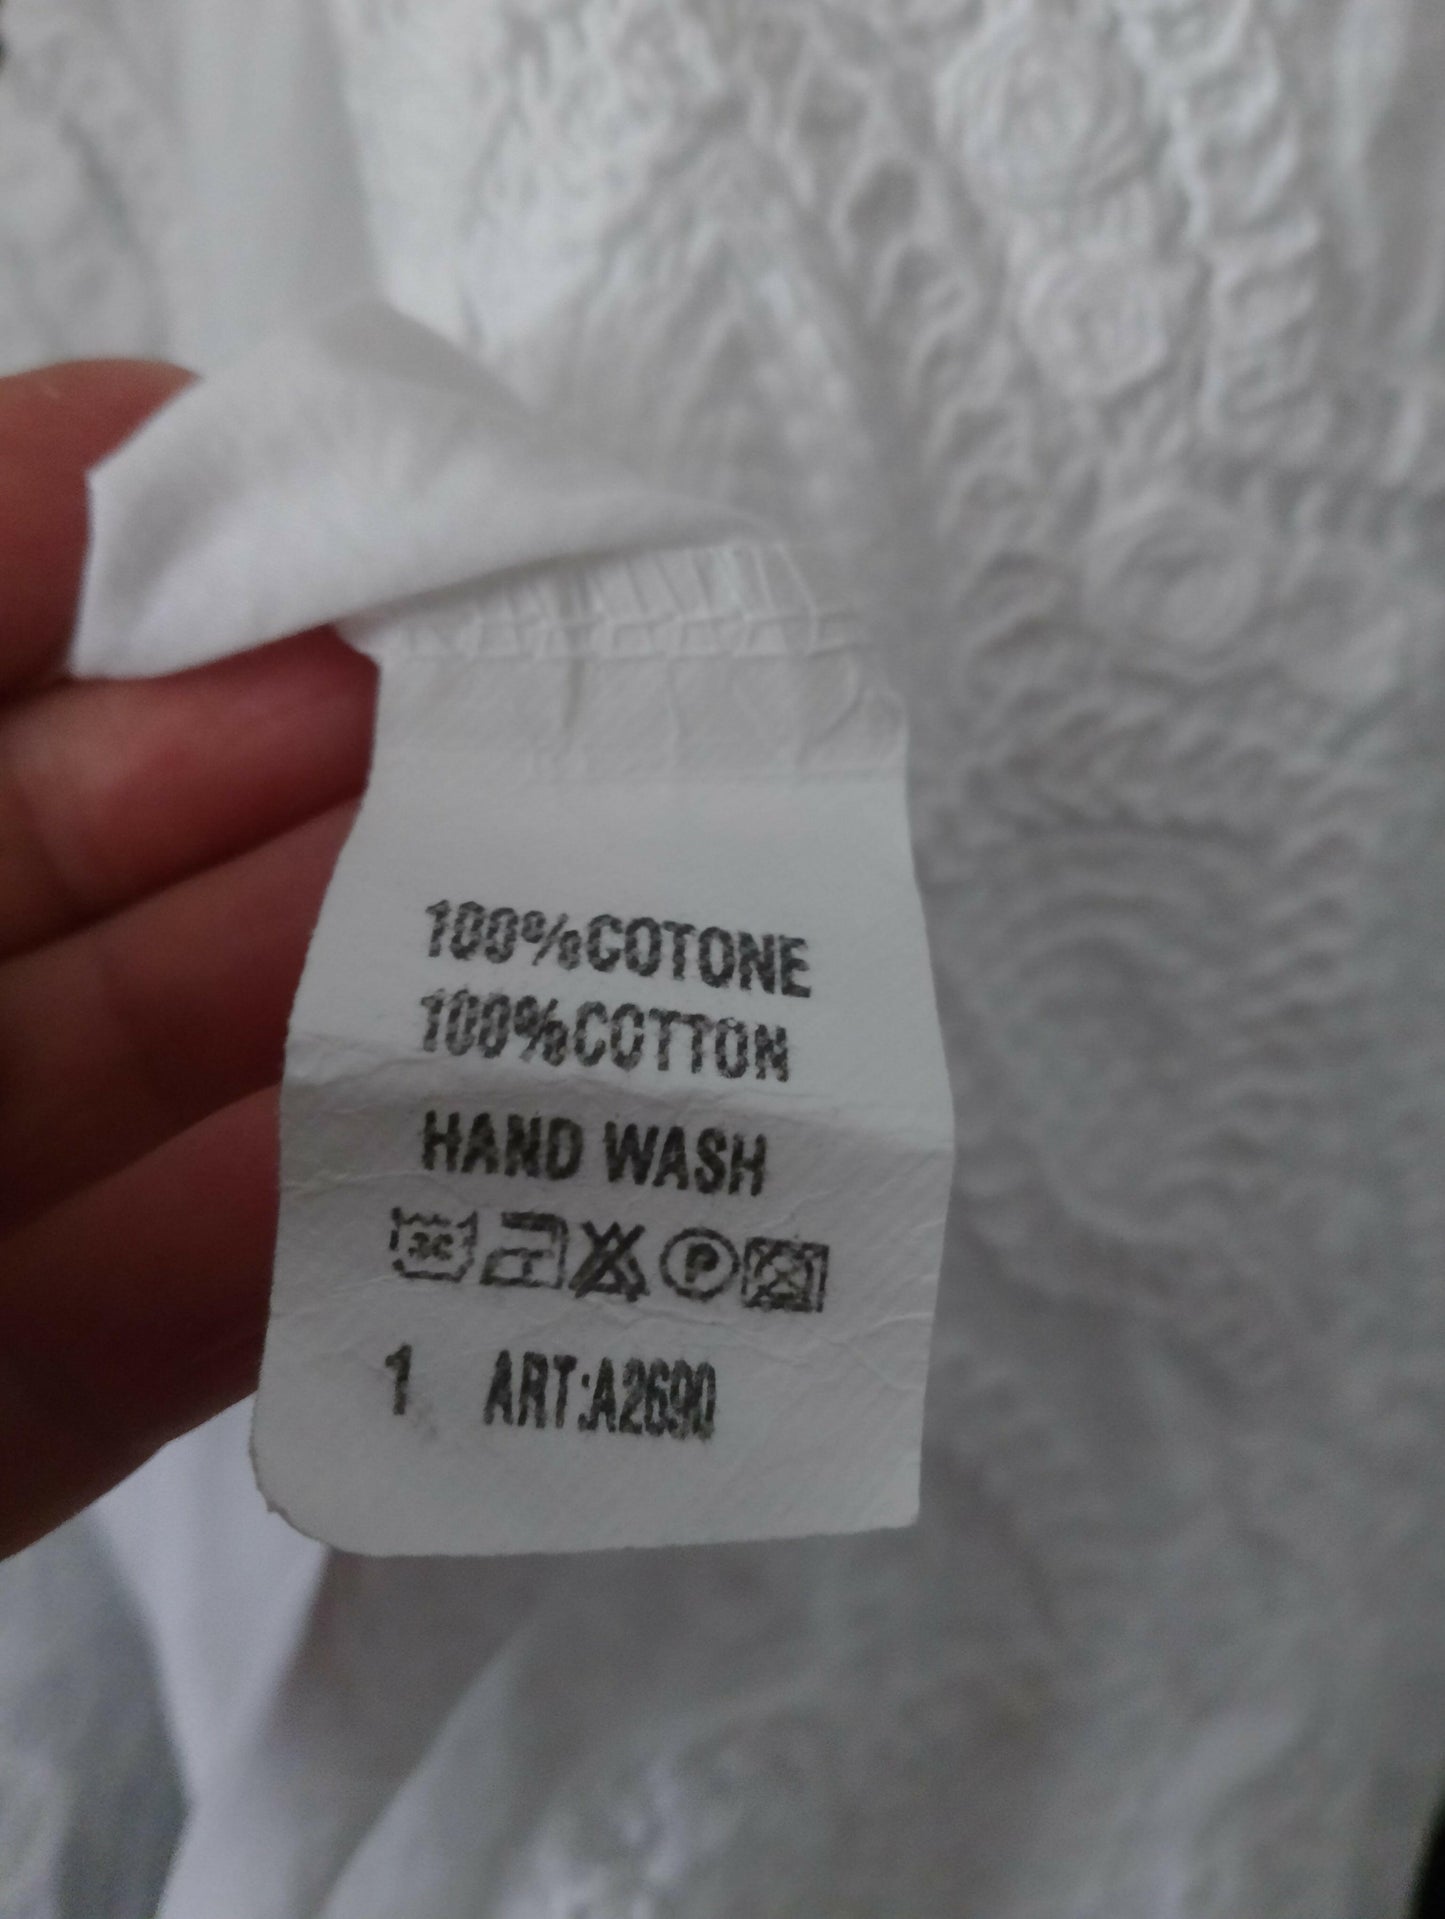 100%COTONE
100%COTTON
HAND WASH
P
1 ART:A2690